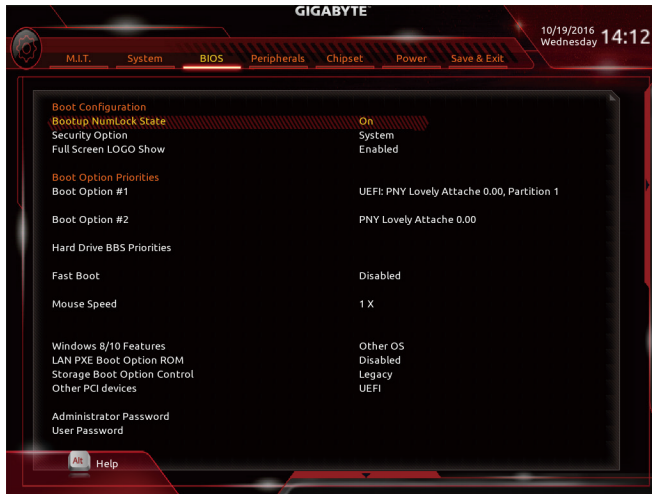 GIGABYTE™
10/19/2016 Wednesday 14:12
M.I.T. System BIOS Peripherals Chipset Power Save & Exit
Boot Configuration
Bootup NumLock State On
Security Option System
Full Screen LOGO Show Enabled
Boot Option Priorities
Boot Option #1 UEFI: PNY Lovely Attache 0.00, Partition 1
Boot Option #2 PNY Lovely Attache 0.00
Hard Drive BBS Priorities
Fast Boot Disabled
Mouse Speed 1 X
Windows 8/10 Features Other OS
LAN PXE Boot Option ROM Disabled
Storage Boot Option Control Legacy
Other PCI devices UEFI
Administrator Password
User Password
Alt Help